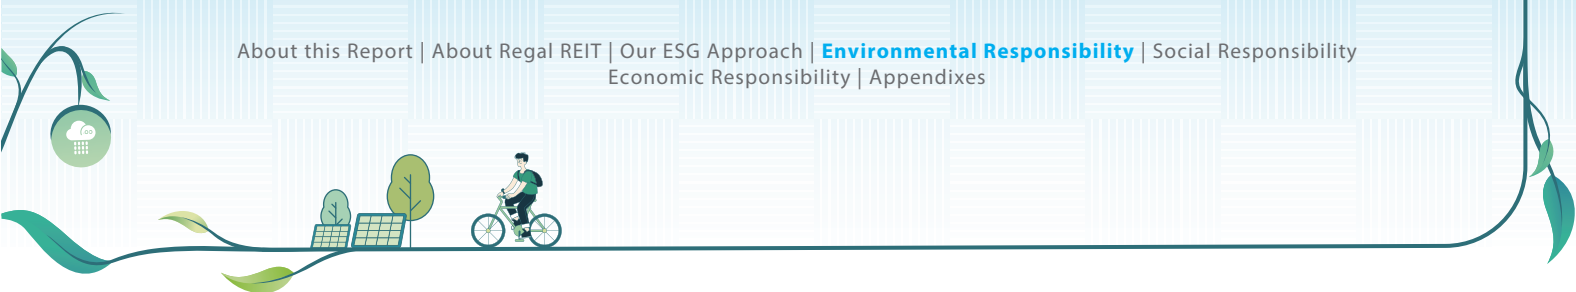 About this Report | About Regal REIT | Our ESG Approach | Environmental Responsibility | Social Responsibility
Economic Responsibility | Appendixes